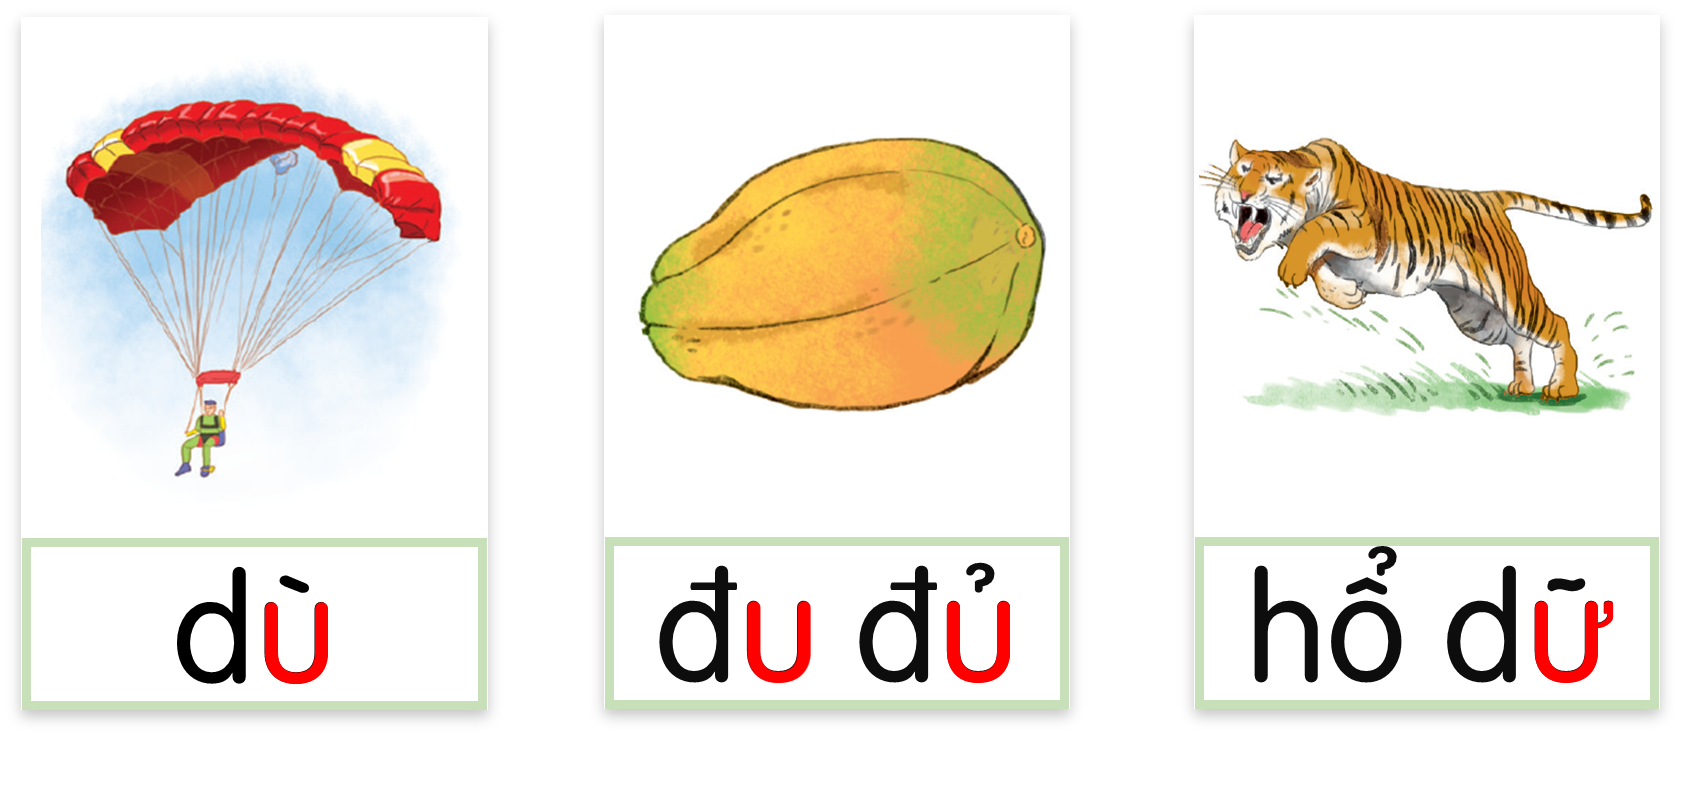 dù
đu đủ
hổ dữ